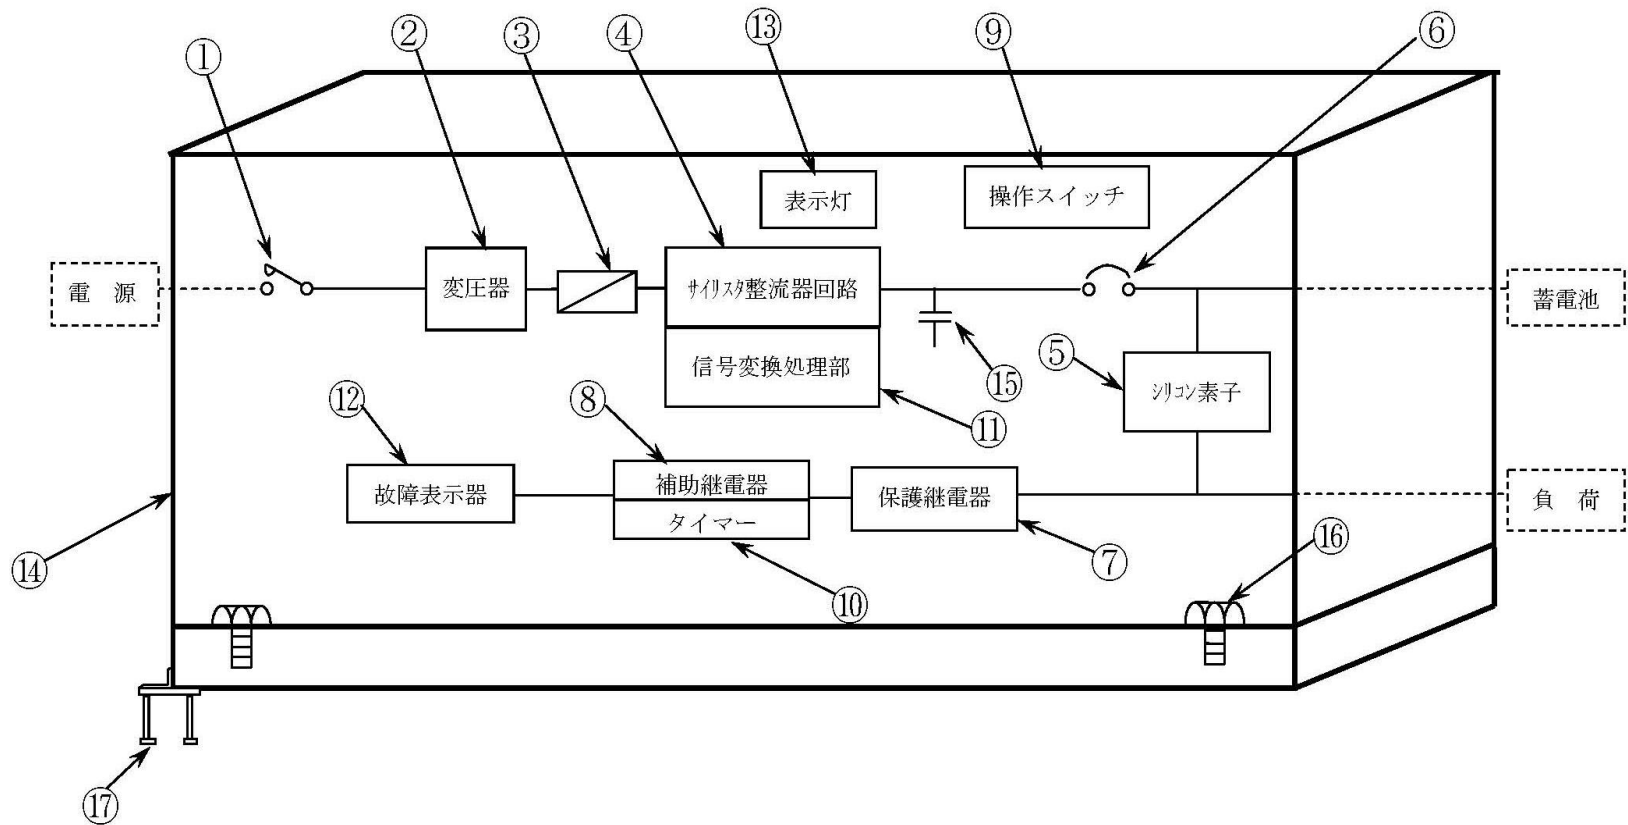 ① ② ③ ④ ⑬ ⑨ ⑥
表示灯 操作スイッチ
電 源 変圧器 サイリスタ整流器回路 蓄電池
信号変換処理部 ⑮ ⑤ シリコン素子
⑫ ⑧ ⑪
故障表示器 補助継電器 保護継電器 負 荷
タイマー
⑭ ⑩ ⑦ ⑯
⑰